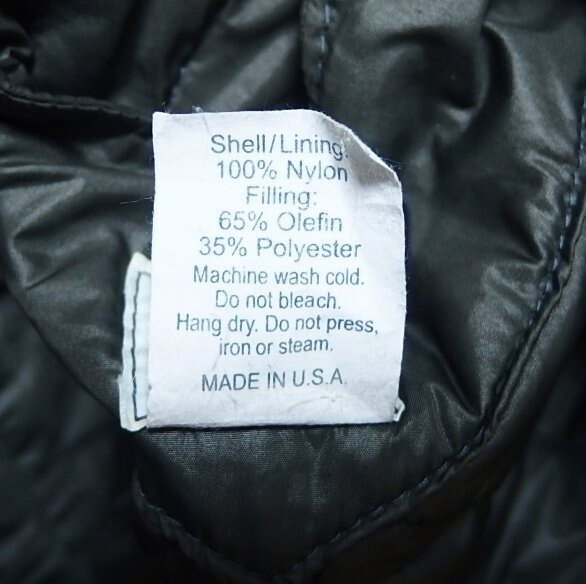 Shell/Lining:
100% Nylon
Filling:
65% Olefin
35% Polyester
Machine wash cold.
Do not bleach.
Hang dry. Do not press,
iron or steam.
MADE IN U.S.A.